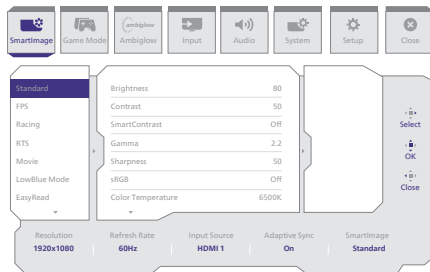 SmartImage
Game Mode
ambiglow
Ambiglow
Input
Audio
System
Setup
Close
Standard
FPS
Racing
RTS
Movie
LowBlue Mode
EasyRead
Brightness 80
Contrast 50
SmartContrast Off
Gamma 2.2
Sharpness 50
sRGB Off
Color Temperature 6500K
Select
OK
Close
Resolution Refresh Rate Input Source Adaptive Sync SmartImage
1920x1080 60Hz HDMI 1 On Standard